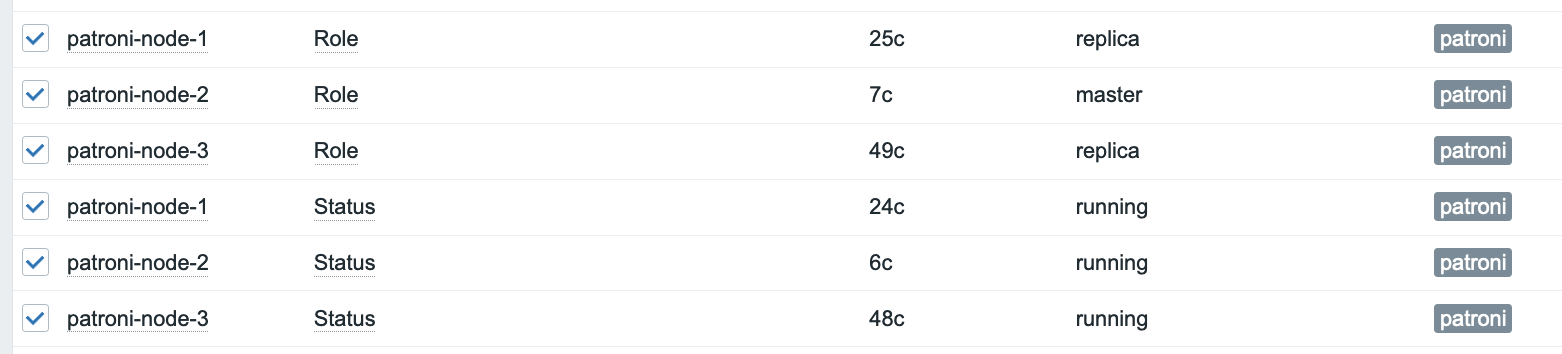 patroni-node-1 Role 25c replica patroni
patroni-node-2 Role 7c master patroni
patroni-node-3 Role 49c replica patroni
patroni-node-1 Status 24c running patroni
patroni-node-2 Status 6c running patroni
patroni-node-3 Status 48c running patroni